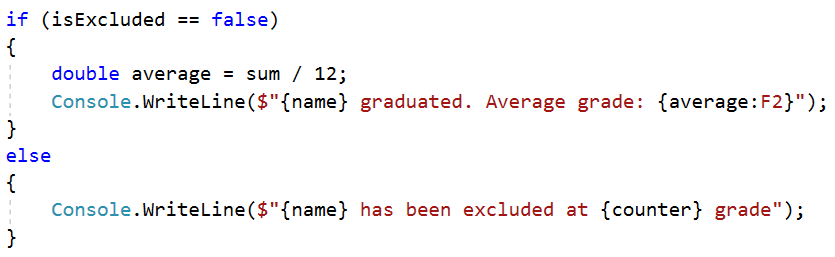 if (isExcluded == false)
{
    double average = sum / 12;
    Console.WriteLine($"{name} graduated. Average grade: {average:F2}");
}
else
{
    Console.WriteLine($"{name} has been excluded at {counter} grade");
}